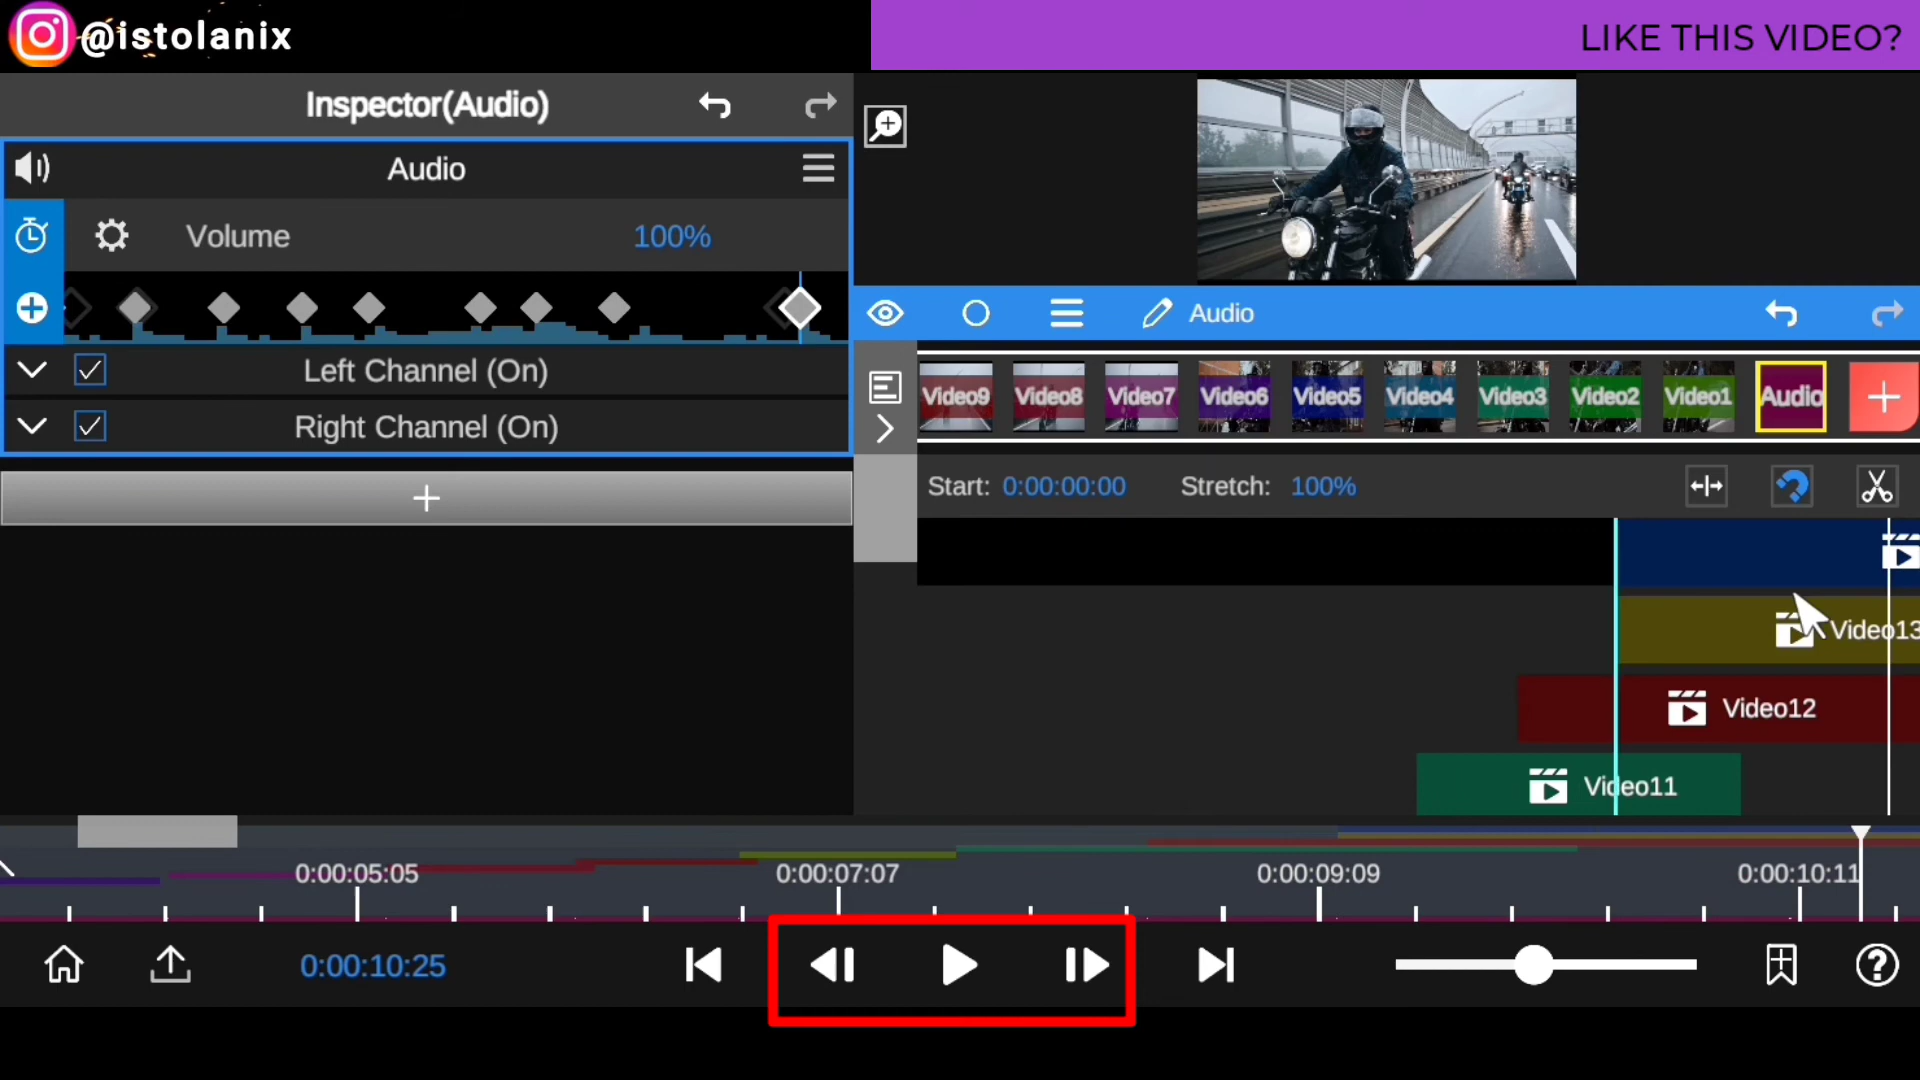 @istolanix
LIKE THIS VIDEO?
Inspector(Audio)
Audio
Volume
100%
Left Channel (On)
Right Channel (On)
+
Audio
Video9
Video8
Video7
Video6
Video5
Video4
Video3
Video2
Video1
Audio
+
Start: 0:00:00:00
Stretch: 100%
Video13
Video12
Video11
0:00:05:05
0:00:07:07
0:00:09:09
0:00:10:11
0:00:10:25
?